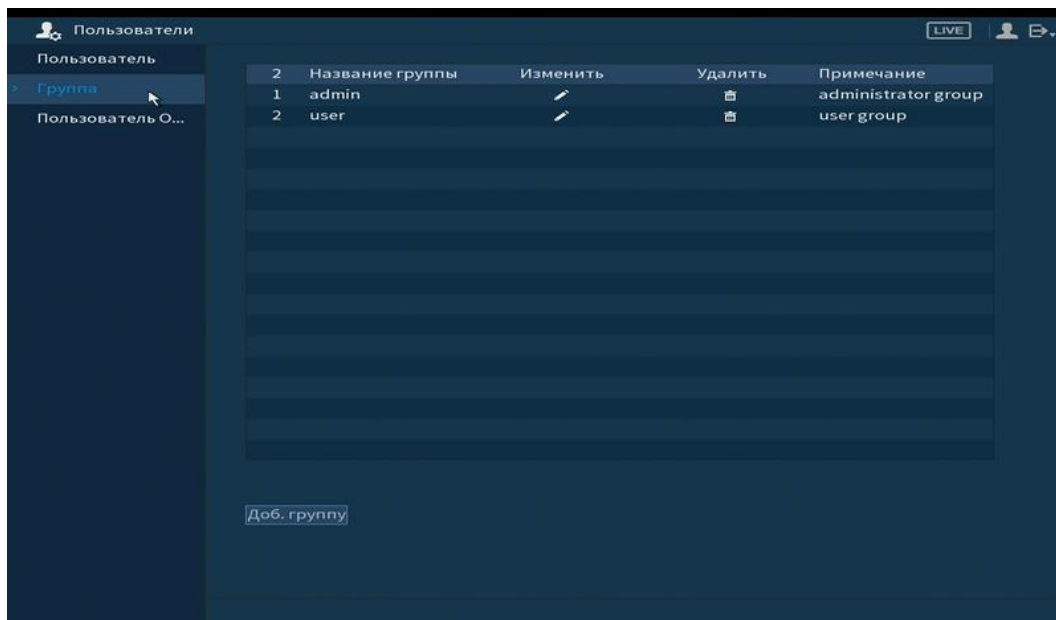 Пользователи LIVE
Пользователь
Группа
Пользователь О...
2 Название группы Изменить Удалить Примечание
1 admin administrator group
2 user user group
Доб. группу